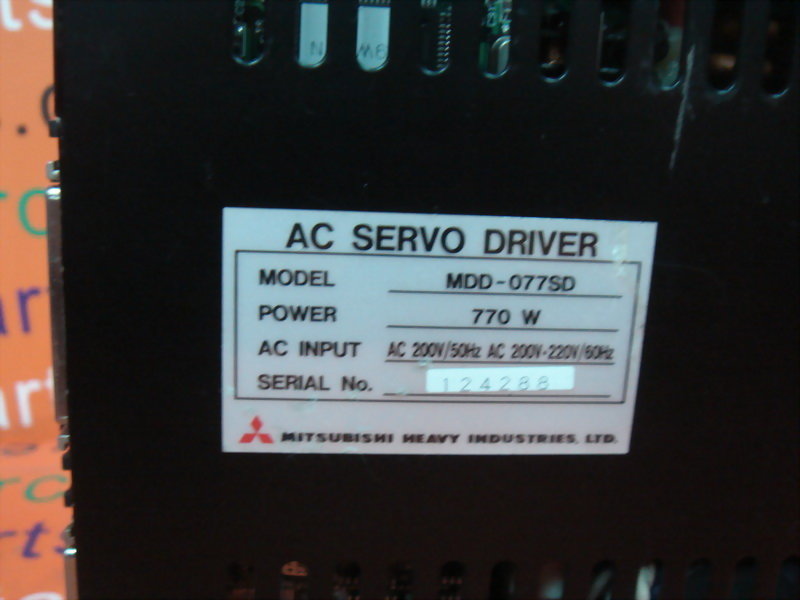 N
AC SERVO DRIVER
MODEL MDD-077SD
POWER 770 W
AC INPUT AC 200V/50Hz AC 200V-220V/60Hz
SERIAL No. 124288
MITSUBISHI HEAVY INDUSTRIES, LTD.